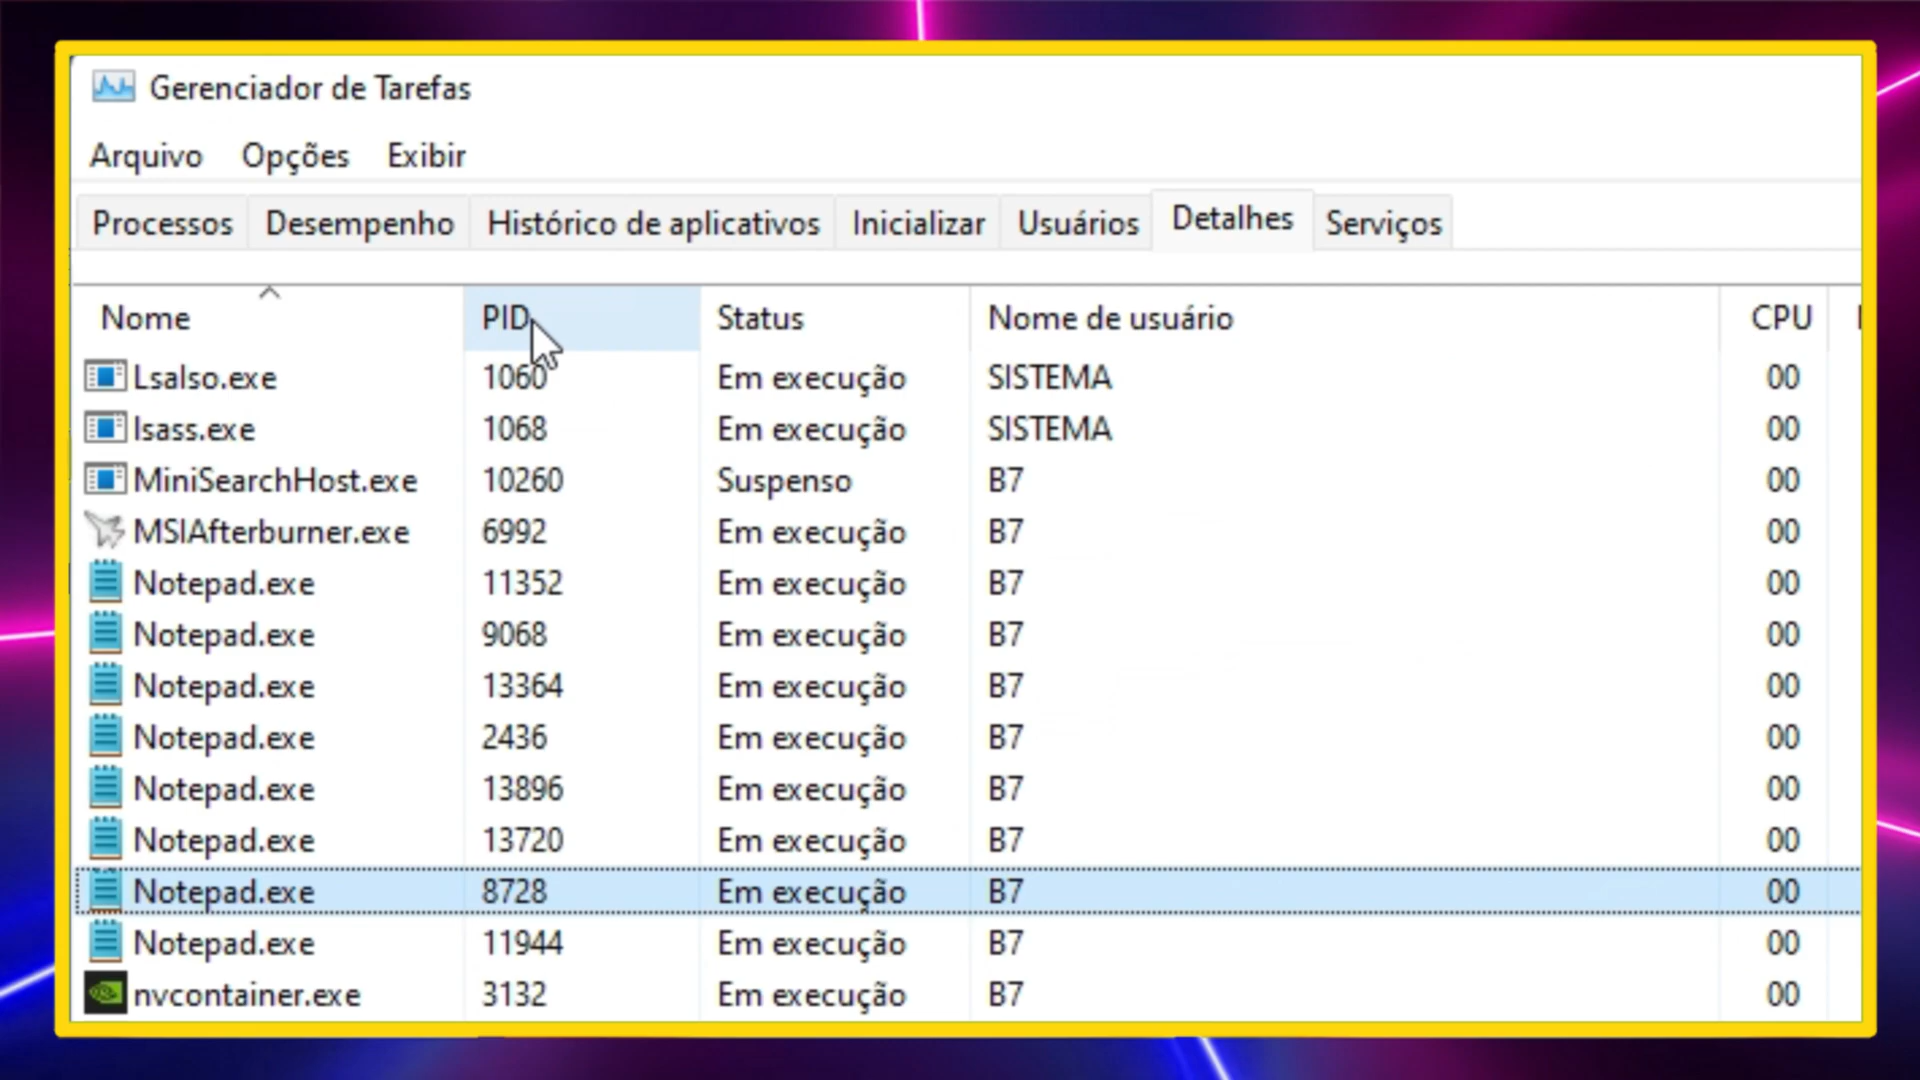 Gerenciador de Tarefas
Arquivo Opções Exibir
Processos Desempenho Histórico de aplicativos Inicializar Usuários Detalhes Serviços
Nome PID Status Nome de usuário CPU
LsaIso.exe 1060 Em execução SISTEMA 00
lsass.exe 1068 Em execução SISTEMA 00
MiniSearchHost.exe 10260 Suspenso B7 00
MSIAfterburner.exe 6992 Em execução B7 00
Notepad.exe 11352 Em execução B7 00
Notepad.exe 9068 Em execução B7 00
Notepad.exe 13364 Em execução B7 00
Notepad.exe 2436 Em execução B7 00
Notepad.exe 13896 Em execução B7 00
Notepad.exe 13720 Em execução B7 00
Notepad.exe 8728 Em execução B7 00
Notepad.exe 11944 Em execução B7 00
nvcontainer.exe 3132 Em execução B7 00